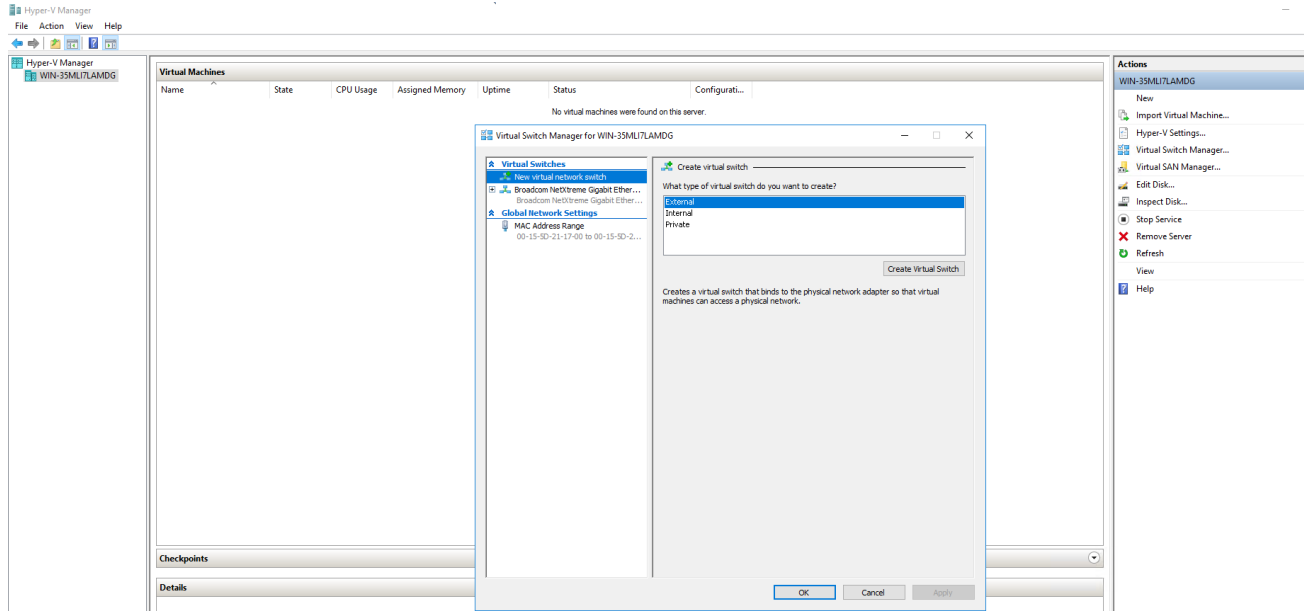 Hyper-V Manager
File Action View Help
Hyper-V Manager
WIN-35MLI7LAMDG
Virtual Machines
Name State CPU Usage Assigned Memory Uptime Status Configurati...
No virtual machines were found on this server.
Virtual Switch Manager for WIN-35MLI7LAMDG
Virtual Switches
New virtual network switch
Broadcom NetXtreme Gigabit Ether...
Broadcom NetXtreme Gigabit Ether...
Global Network Settings
MAC Address Range
00-15-5D-21-17-00 to 00-15-5D-2...
Create virtual switch
What type of virtual switch do you want to create?
External
Internal
Private
Create Virtual Switch
Creates a virtual switch that binds to the physical network adapter so that virtual
machines can access a physical network.
OK Cancel Apply
Checkpoints
Details
Actions
WIN-35MLI7LAMDG
New
Import Virtual Machine...
Hyper-V Settings...
Virtual Switch Manager...
Virtual SAN Manager...
Edit Disk...
Inspect Disk...
Stop Service
Remove Server
Refresh
View
Help